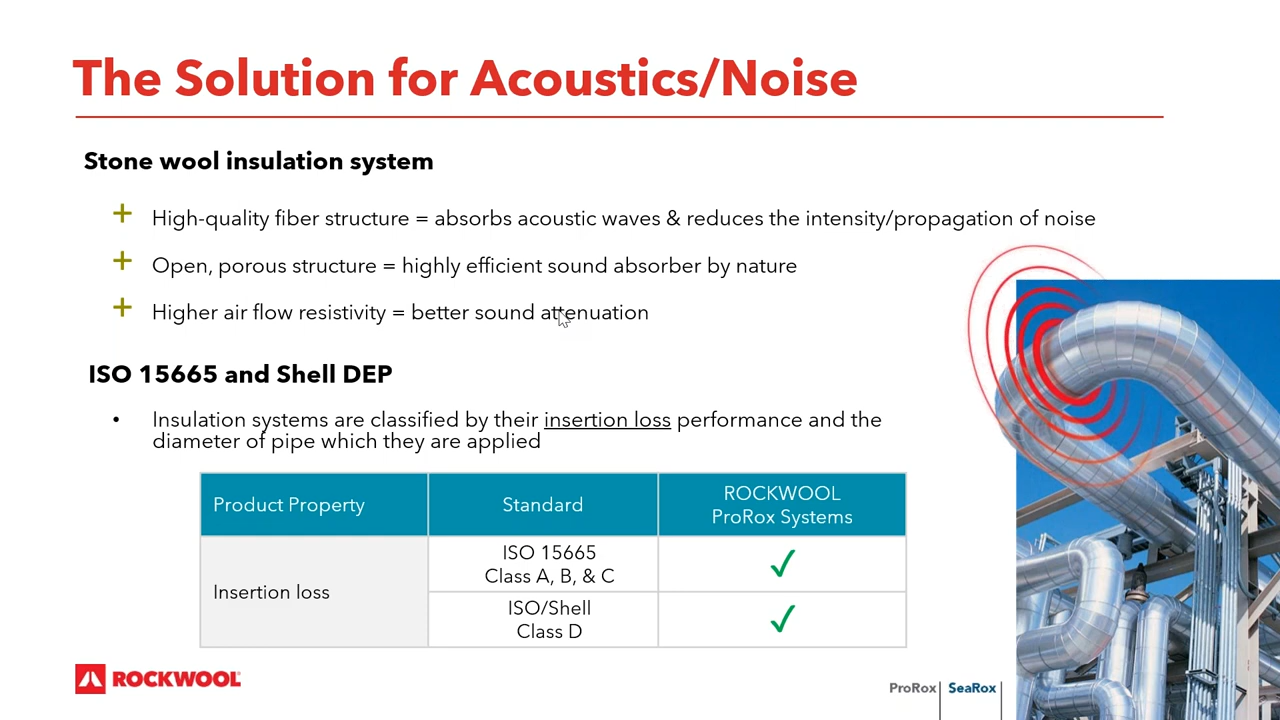 The Solution for Acoustics/Noise
Stone wool insulation system
+ High-quality fiber structure = absorbs acoustic waves & reduces the intensity/propagation of noise
+ Open, porous structure = highly efficient sound absorber by nature
+ Higher air flow resistivity = better sound attenuation
ISO 15665 and Shell DEP
• Insulation systems are classified by their insertion loss performance and the
diameter of pipe which they are applied
Product Property
Standard
ROCKWOOL
ProRox Systems
Insertion loss
ISO 15665
Class A, B, & C
✓
ISO/Shell
Class D
✓
ROCKWOOL
ProRox SeaRox